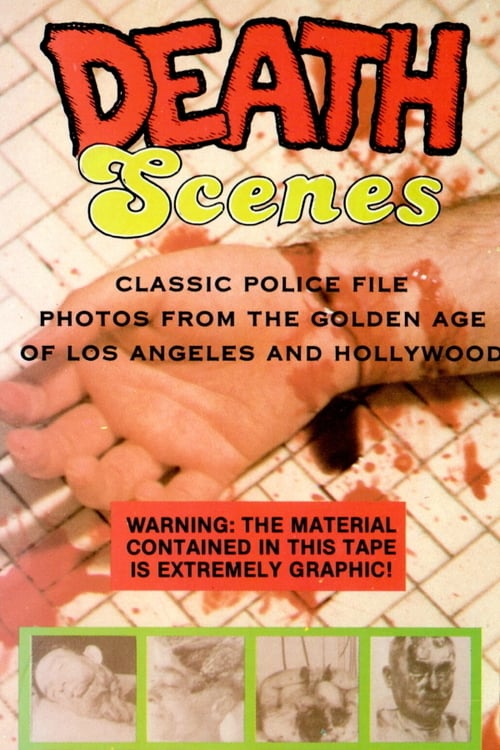 DEATH
Scenes
CLASSIC POLICE FILE
PHOTOS FROM THE GOLDEN AGE
OF LOS ANGELES AND HOLLYWOOD
WARNING: THE MATERIAL
CONTAINED IN THIS TAPE
IS EXTREMELY GRAPHIC!